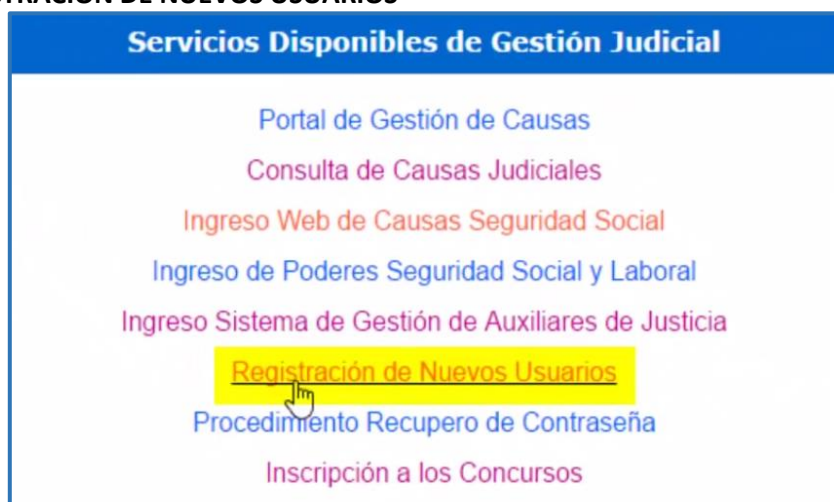 Servicios Disponibles de Gestión Judicial
Portal de Gestión de Causas
Consulta de Causas Judiciales
Ingreso Web de Causas Seguridad Social
Ingreso de Poderes Seguridad Social y Laboral
Ingreso Sistema de Gestión de Auxiliares de Justicia
Registración de Nuevos Usuarios
Procedimiento Recupero de Contraseña
Inscripción a los Concursos